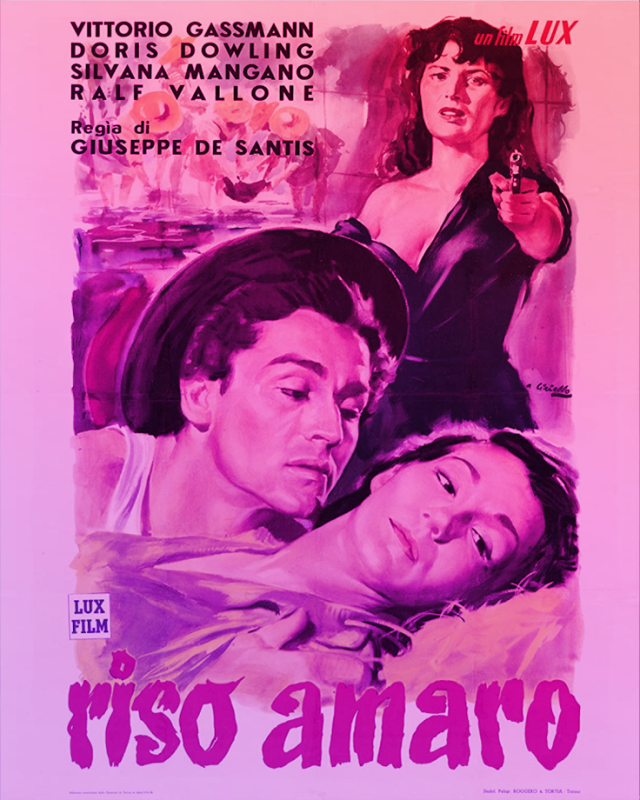 VITTORIO GASSMANN
DORIS DOWLING
SILVANA MANGANO
RALF VALLONE
un film LUX
Regia di
GIUSEPPE DE SANTIS
LUX
FILM
riso amaro